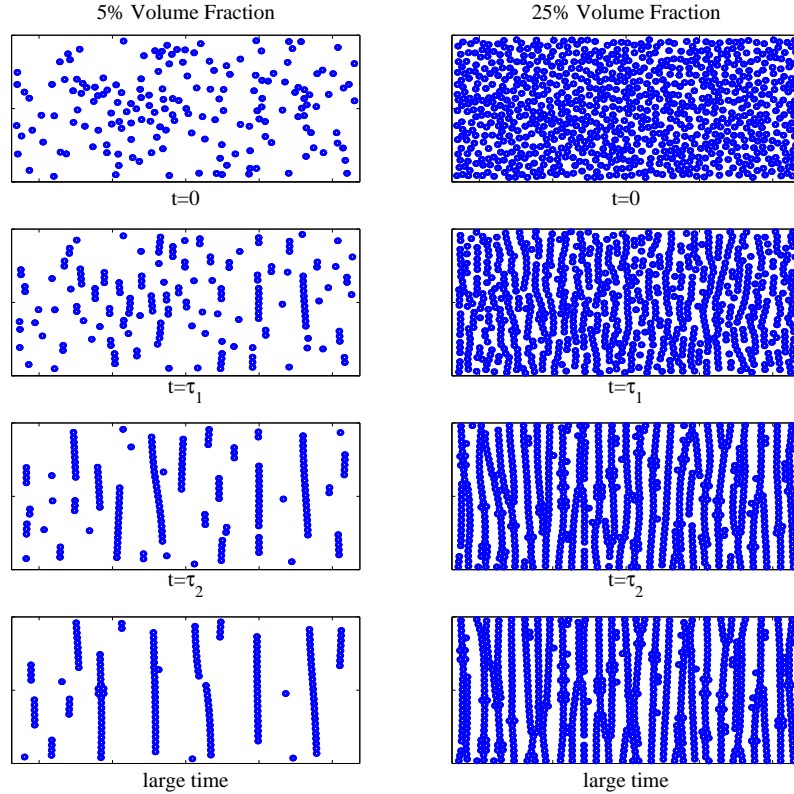 5% Volume Fraction
25% Volume Fraction
t=0
t=0
t=τ₁
t=τ₁
t=τ₂
t=τ₂
large time
large time